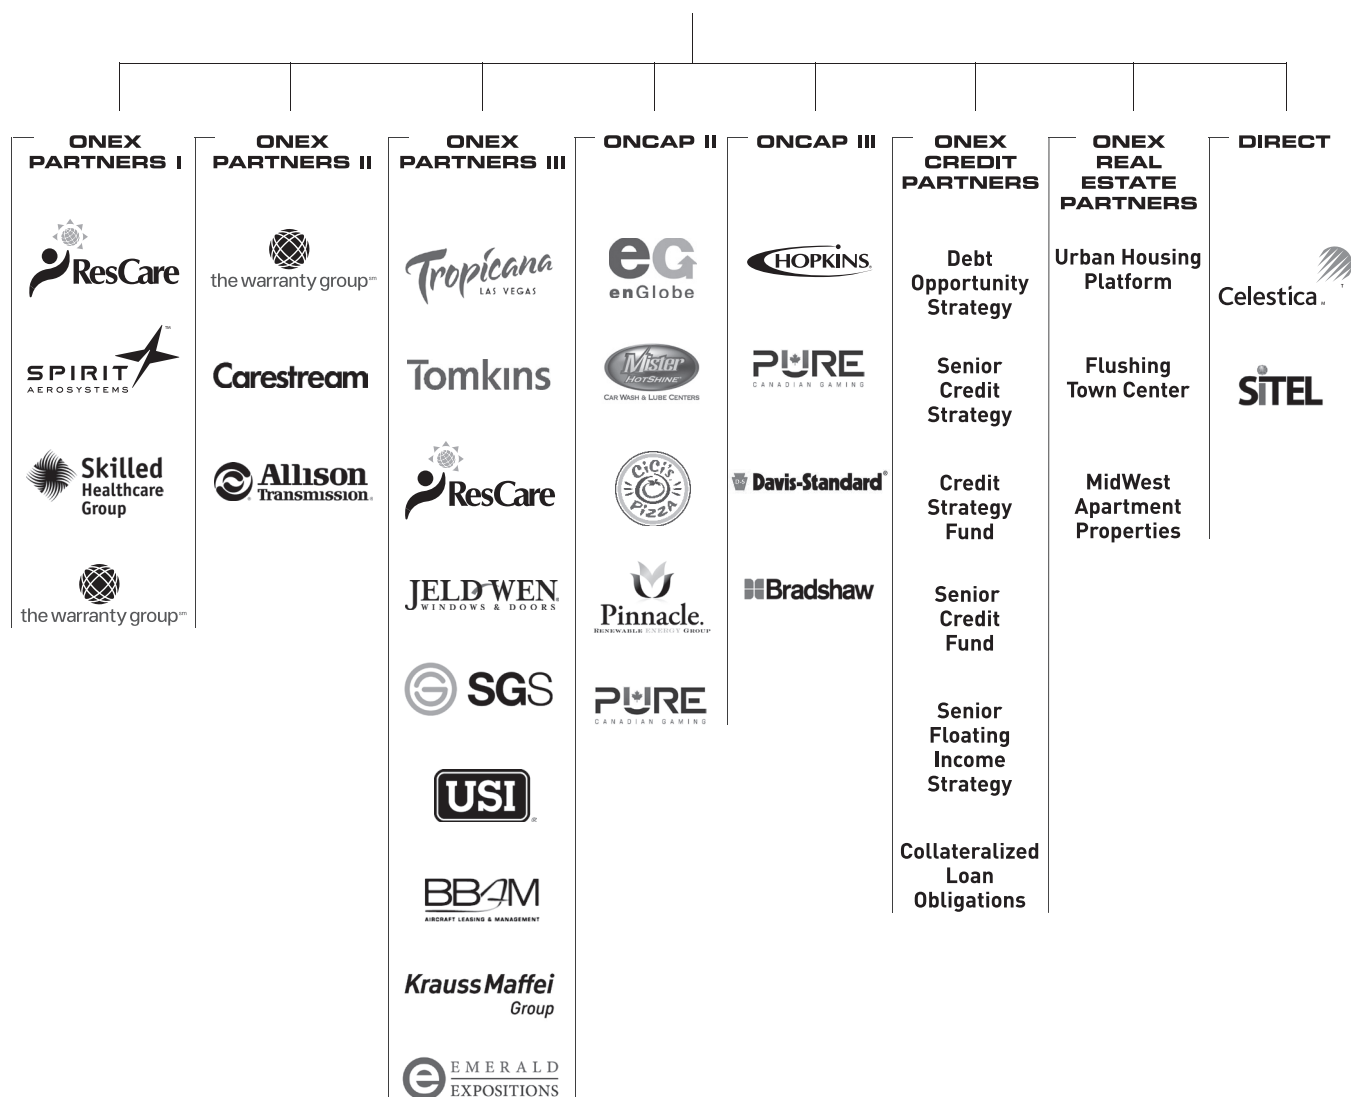 ONEX
PARTNERS I
ResCare
SPIRIT
AEROSYSTEMS
TM
Skilled
Healthcare
Group
the warranty group sm
ONEX
PARTNERS II
the warranty group sm
Carestream
Allison
Transmission®
ONEX
PARTNERS III
Tropicana
LAS VEGAS
Tomkins
ResCare
JELD-WEN®
WINDOWS & DOORS
SGS
USI
®
BBAM
AIRCRAFT LEASING & MANAGEMENT
KraussMaffei
Group
e EMERALD
EXPOSITIONS
ONCAP II
eG
enGlobe
Mister
HOTSHINE
CAR WASH & LUBE CENTERS
CiCi's
Pizza
Pinnacle.
RENEWABLE ENERGY GROUP
PURE
CANADIAN GAMING
ONCAP III
HOPKINS®
PURE
CANADIAN GAMING
D-S Davis-Standard®
Bradshaw
ONEX
CREDIT
PARTNERS
Debt
Opportunity
Strategy
Senior
Credit
Strategy
Credit
Strategy
Fund
Senior
Credit
Fund
Senior
Floating
Income
Strategy
Collateralized
Loan
Obligations
ONEX
REAL
ESTATE
PARTNERS
Urban Housing
Platform
Flushing
Town Center
MidWest
Apartment
Properties
DIRECT
Celestica
T
M
SiTEL